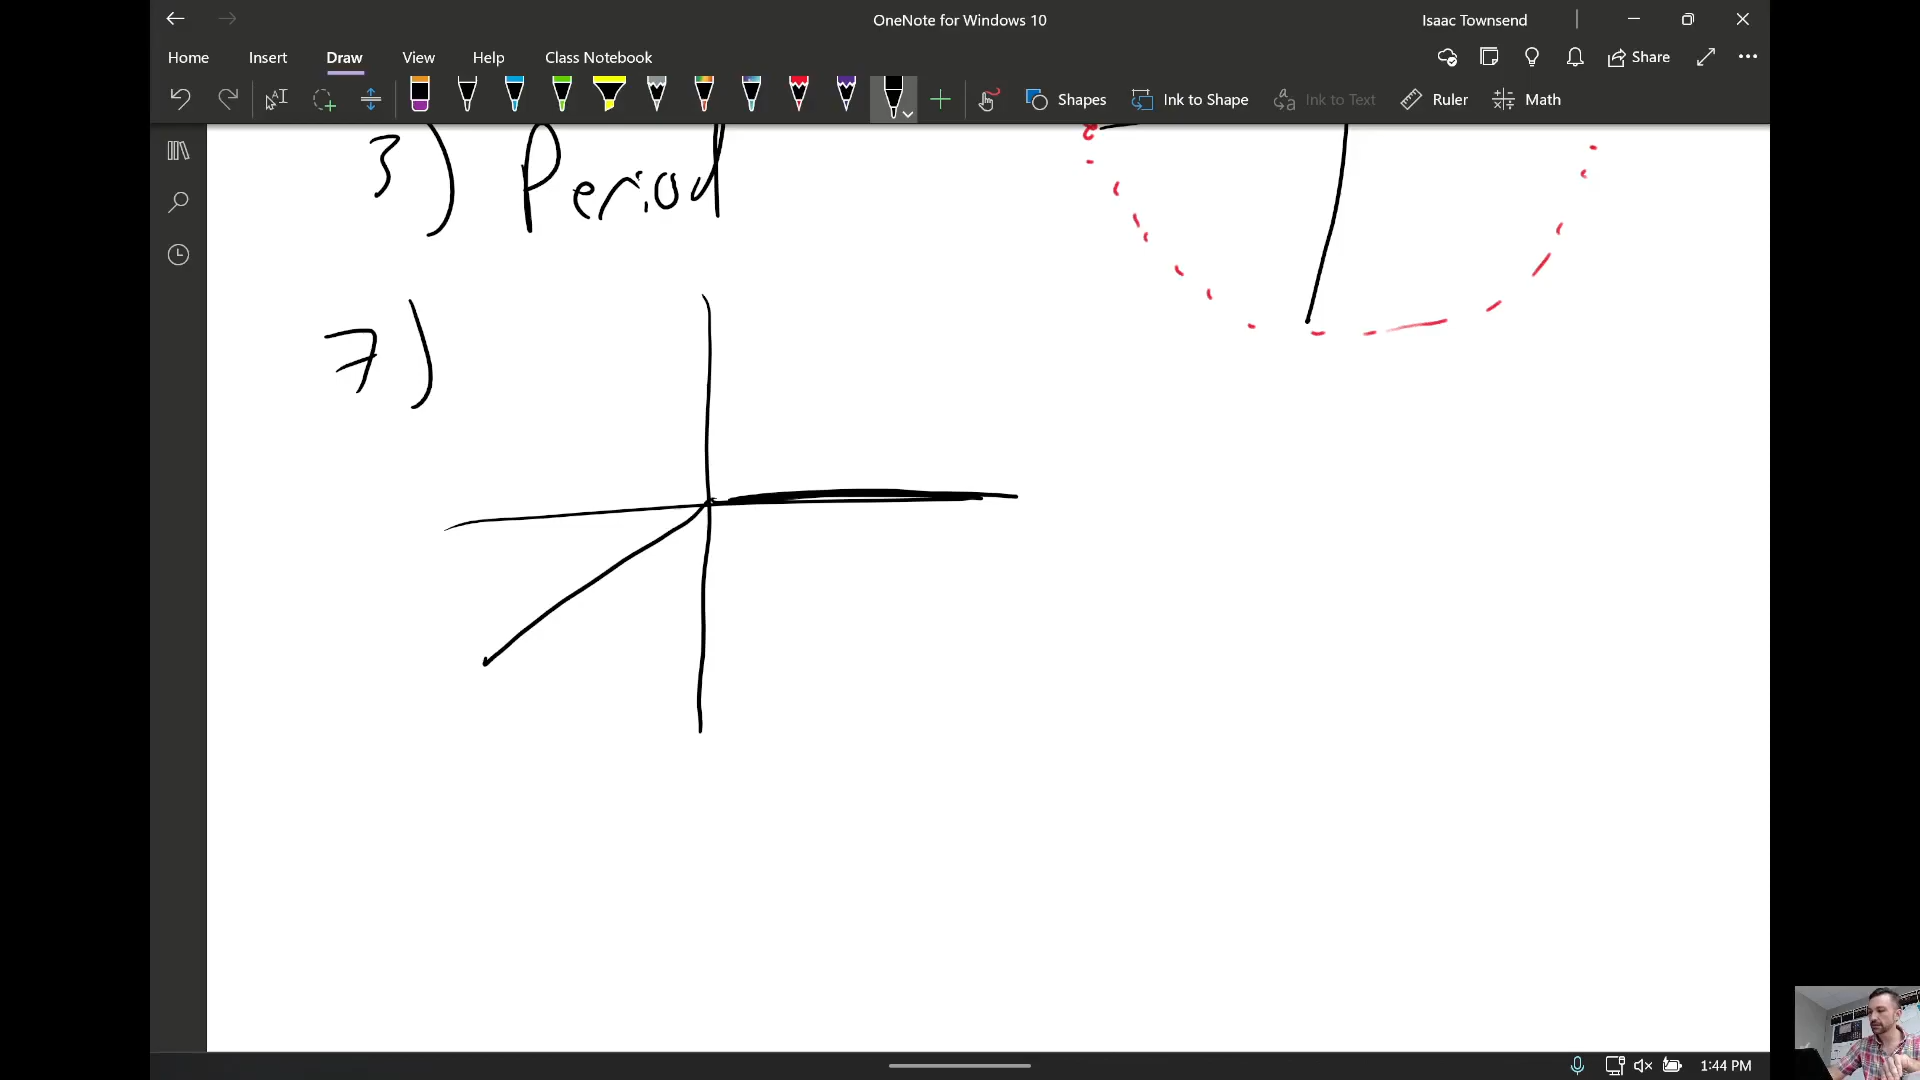 OneNote for Windows 10
Isaac Townsend
Home Insert Draw View Help Class Notebook
Share
Shapes Ink to Shape Ink to Text Ruler Math
3) Period
7)
1:44 PM